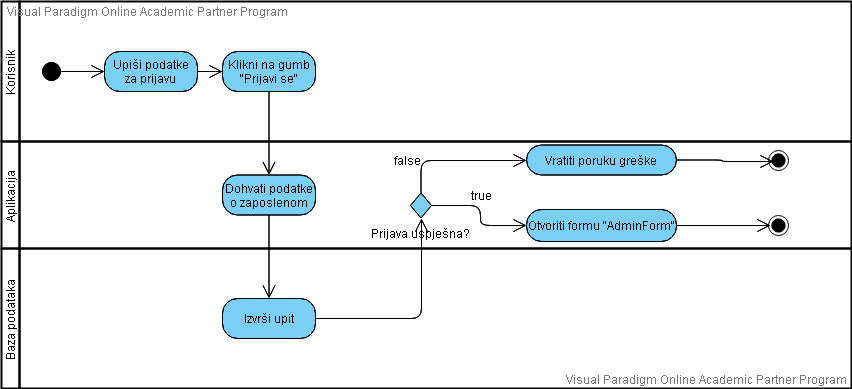 Visual Paradigm Online Academic Partner Program
Korisnik
Upiši podatke
za prijavu
Klikni na gumb
"Prijavi se"
Aplikacija
Dohvati podatke
o zaposlenom
false
true
Prijava uspješna?
Vratiti poruku greške
Otvoriti formu "AdminForm"
Baza podataka
Izvrši upit
Visual Paradigm Online Academic Partner Program